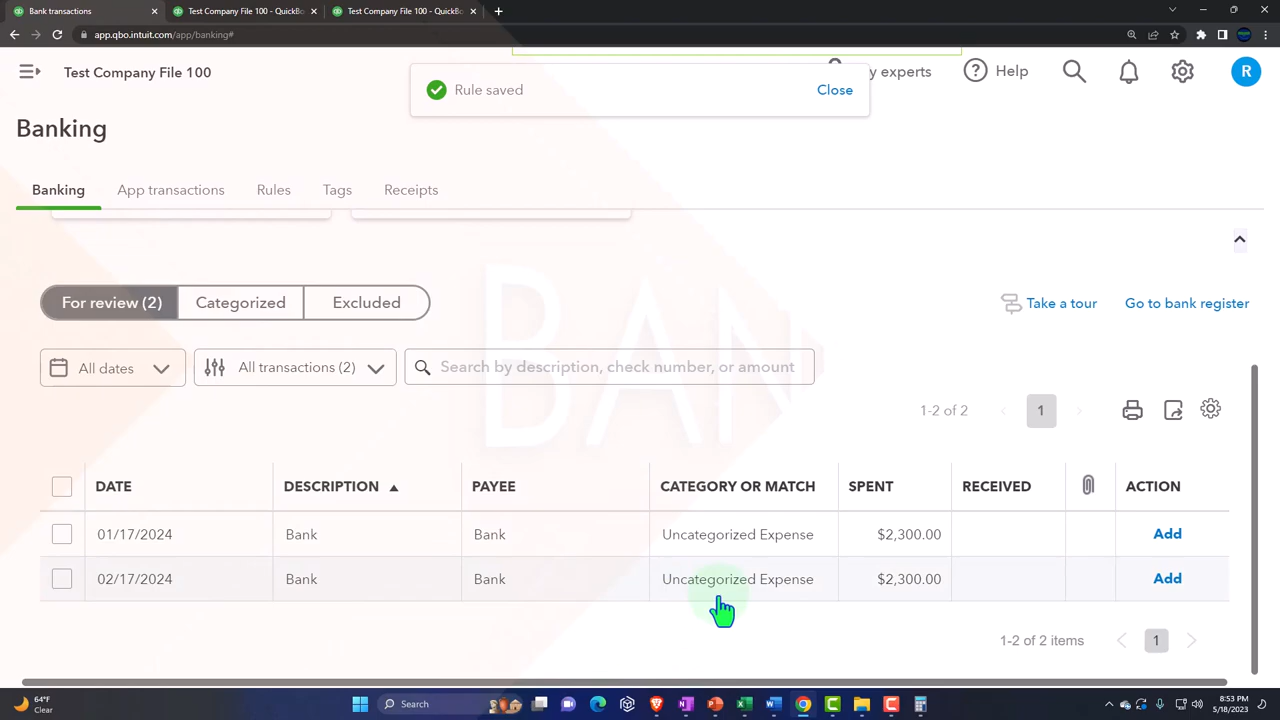 Bank transactions × Test Company File 100 - QuickBo × Test Company File 100 - QuickBo × +
app.qbo.intuit.com/app/banking#
Test Company File 100
y experts Help R
Rule saved Close
Banking
Banking App transactions Rules Tags Receipts
For review (2) Categorized Excluded Take a tour Go to bank register
All dates All transactions (2) Search by description, check number, or amount
1-2 of 2 < 1 >
DATE DESCRIPTION PAYEE CATEGORY OR MATCH SPENT RECEIVED ACTION
01/17/2024 Bank Bank Uncategorized Expense $2,300.00 Add
02/17/2024 Bank Bank Uncategorized Expense $2,300.00 Add
1-2 of 2 items < 1 >
BAN
64°F
Clear
Search
8:53 PM
5/18/2023